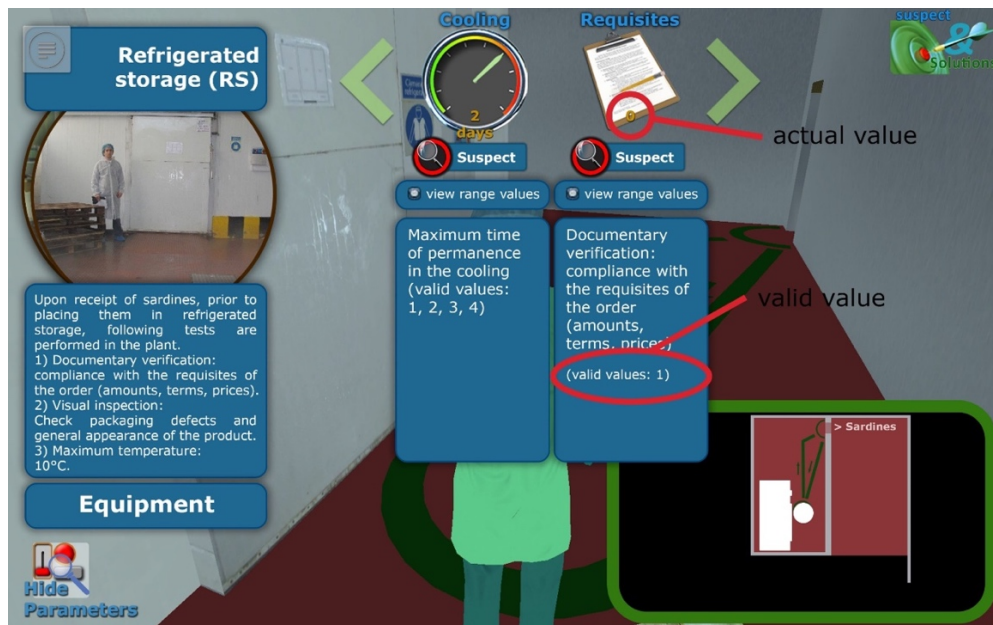 Refrigerated
storage (RS)
Upon receipt of sardines, prior to
placing them in refrigerated
storage, following tests are
performed in the plant.
1) Documentary verification:
compliance with the requisites of
the order (amounts, terms, prices).
2) Visual inspection:
Check packaging defects and
general appearance of the product.
3) Maximum temperature:
10°C.
Equipment
Hide
Parameters
Cooling
2
days
Suspect
view range values
Maximum time
of permanence
in the cooling
(valid values:
1, 2, 3, 4)
Requisites
Suspect
view range values
Documentary
verification:
compliance with
the requisites of
the order
(amounts,
terms, prices)
(valid values: 1)
actual value
valid value
suspect
&
Solutions
> Sardines